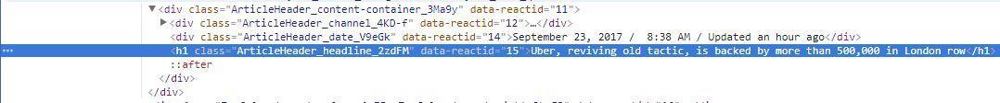 <div class="ArticleHeader_content-container_3Ma9y" data-reactid="11">
<div class="ArticleHeader_channel_4KD-f" data-reactid="12">…</div>
<div class="ArticleHeader_date_V9eGk" data-reactid="14">September 23, 2017 / 8:38 AM / Updated an hour ago</div>
<h1 class="ArticleHeader_headline_2zdFM" data-reactid="15">Uber, reviving old tactic, is backed by more than 500,000 in London row</h1>
::after
</div>
</div>